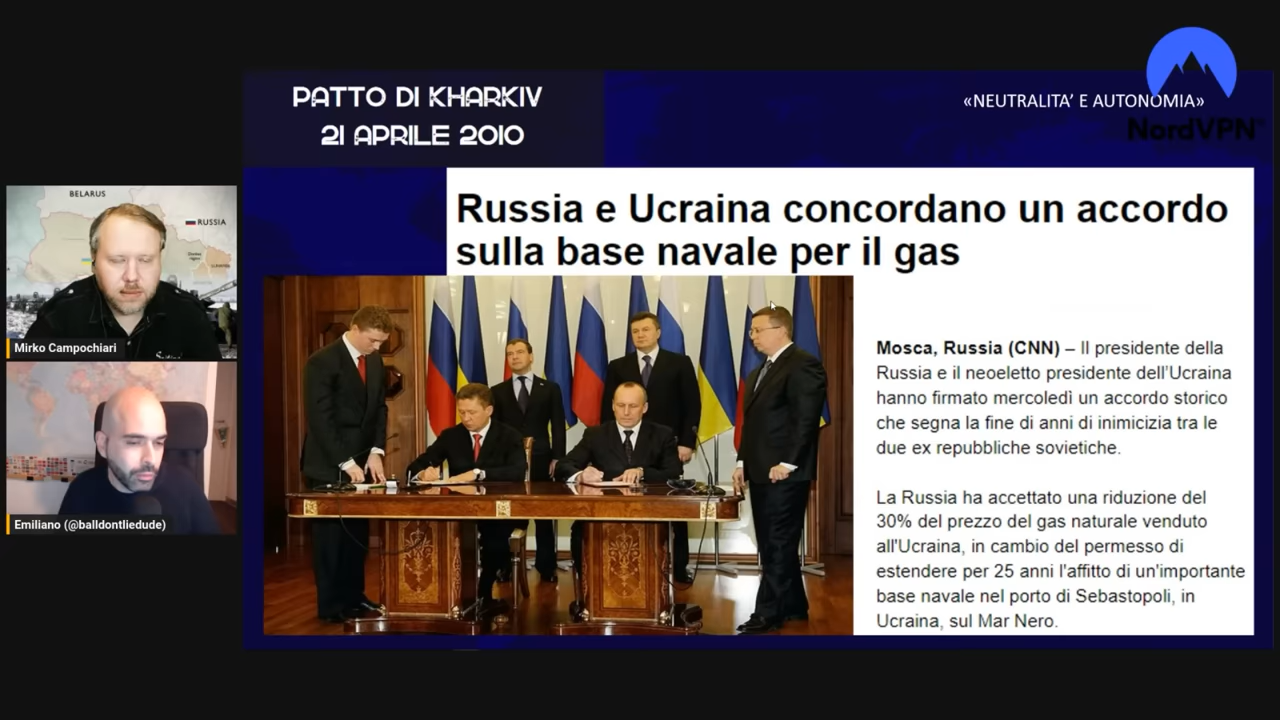 PATTO DI KHARKIV
21 APRILE 2010
«NEUTRALITA' E AUTONOMIA»
NordVPN
Russia e Ucraina concordano un accordo
sulla base navale per il gas
BELARUS
RUSSIA
Mirko Campochiari
Emiliano (@balldontliedude)
Mosca, Russia (CNN) – Il presidente della
Russia e il neoeletto presidente dell'Ucraina
hanno firmato mercoledì un accordo storico
che segna la fine di anni di inimicizia tra le
due ex repubbliche sovietiche.
La Russia ha accettato una riduzione del
30% del prezzo del gas naturale venduto
all'Ucraina, in cambio del permesso di
estendere per 25 anni l'affitto di un'importante
base navale nel porto di Sebastopoli, in
Ucraina, sul Mar Nero.